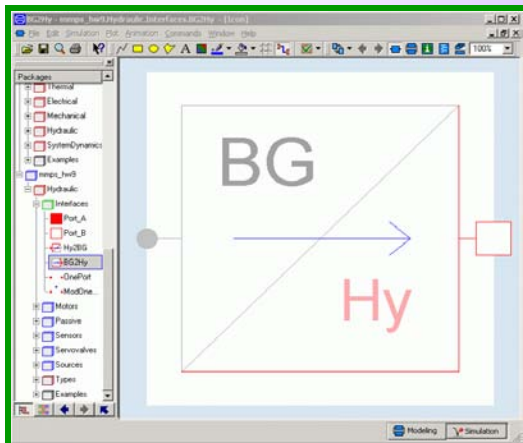 BG2Hy - mmps_hw9.Hydraulic.Interfaces.BG2Hy - [Icon]
File Edit Simulation Plot Animation Commands Window Help
100%
Packages
Thermal
Electrical
Mechanical
Hydraulic
SystemDynamics
Examples
mmps_hw9
Hydraulic
Interfaces
Port_A
Port_B
Hy2BG
BG2Hy
OnePort
ModOne...
Motors
Passive
Sensors
Servovalves
Sources
Types
Examples
BG
Hy
Modeling
Simulation